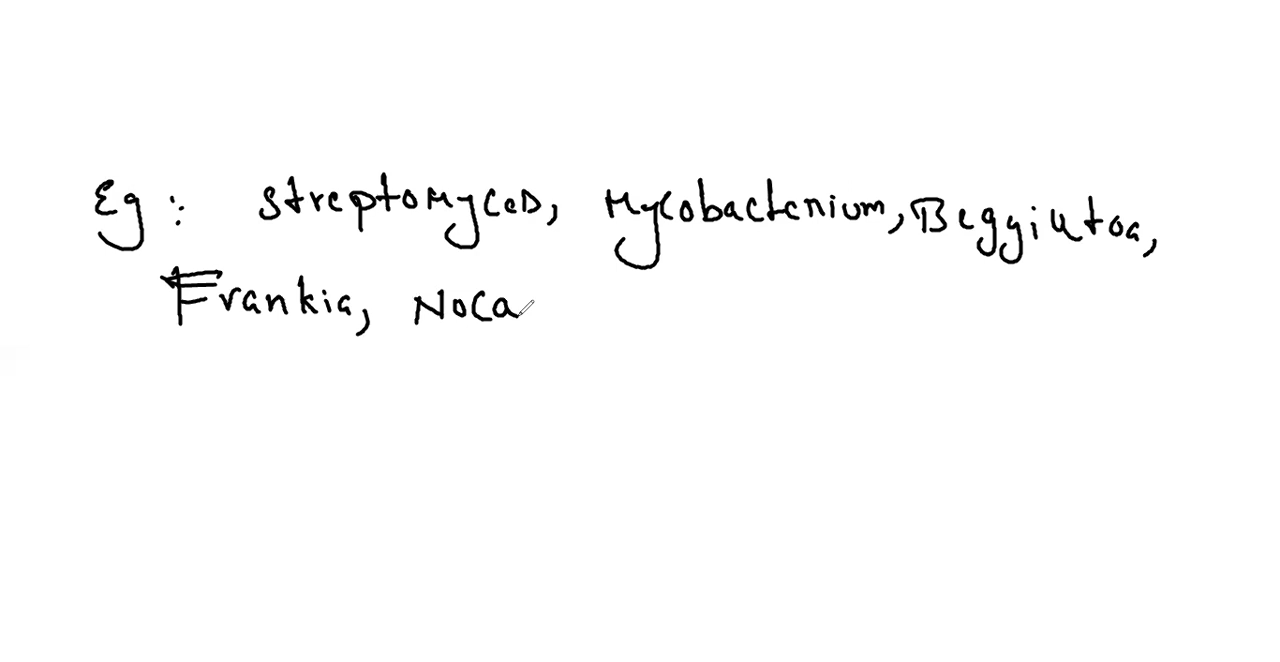 Eg : Streptomyces, Mycobacterium, Beggiatoa,
Frankia, Noca